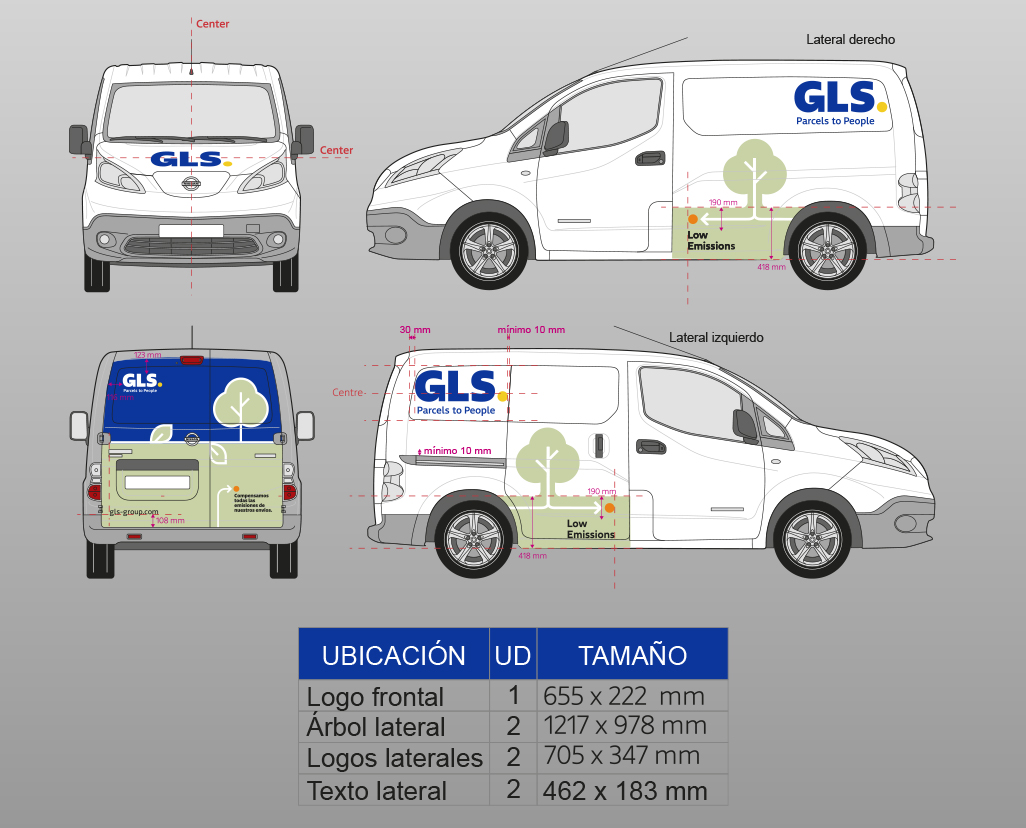 Center
Center
GLS.
Lateral derecho
GLS.
Parcels to People
190 mm
Low
Emissions
418 mm
123 mm
GLS.
Parcels to People
Compensamos
todas las
emisiones de
nuestros envíos.
gls-group.com
108 mm
30 mm
mínimo 10 mm
Lateral izquierdo
Centre
GLS.
Parcels to People
mínimo 10 mm
190 mm
Low
Emissions
418 mm
UBICACIÓN UD TAMAÑO
Logo frontal 1 655 x 222 mm
Árbol lateral 2 1217 x 978 mm
Logos laterales 2 705 x 347 mm
Texto lateral 2 462 x 183 mm